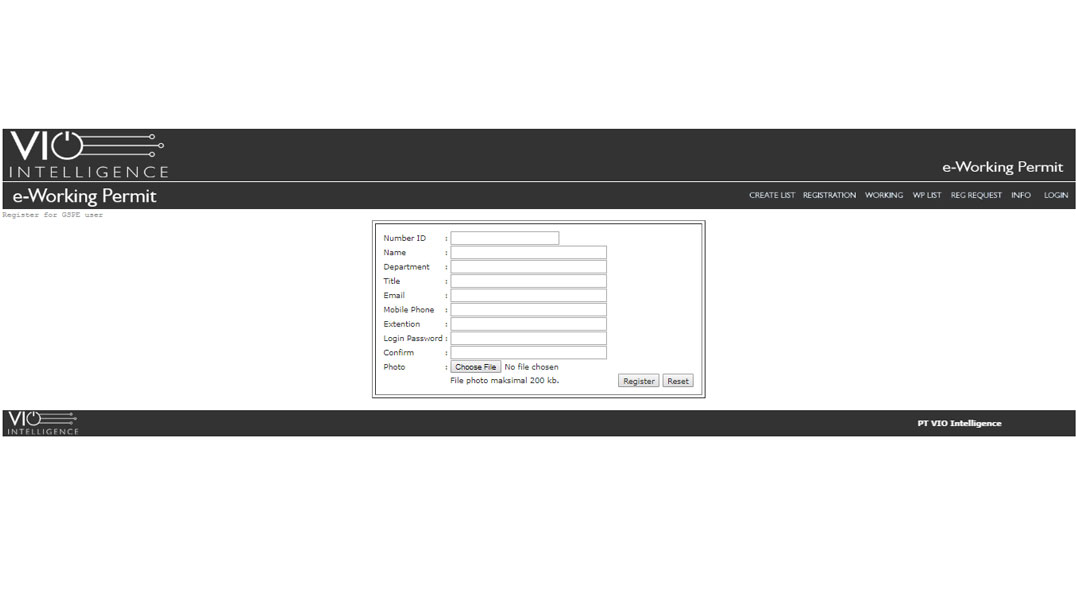 VIO
INTELLIGENCE
e-Working Permit
e-Working Permit
CREATE LIST REGISTRATION WORKING WP LIST REG REQUEST INFO LOGIN
Register for GSPE user
Number ID :
Name :
Department :
Title :
Email :
Mobile Phone :
Extention :
Login Password :
Confirm :
Photo : Choose File No file chosen
File photo maksimal 200 kb.
Register Reset
VIO
INTELLIGENCE
PT VIO Intelligence